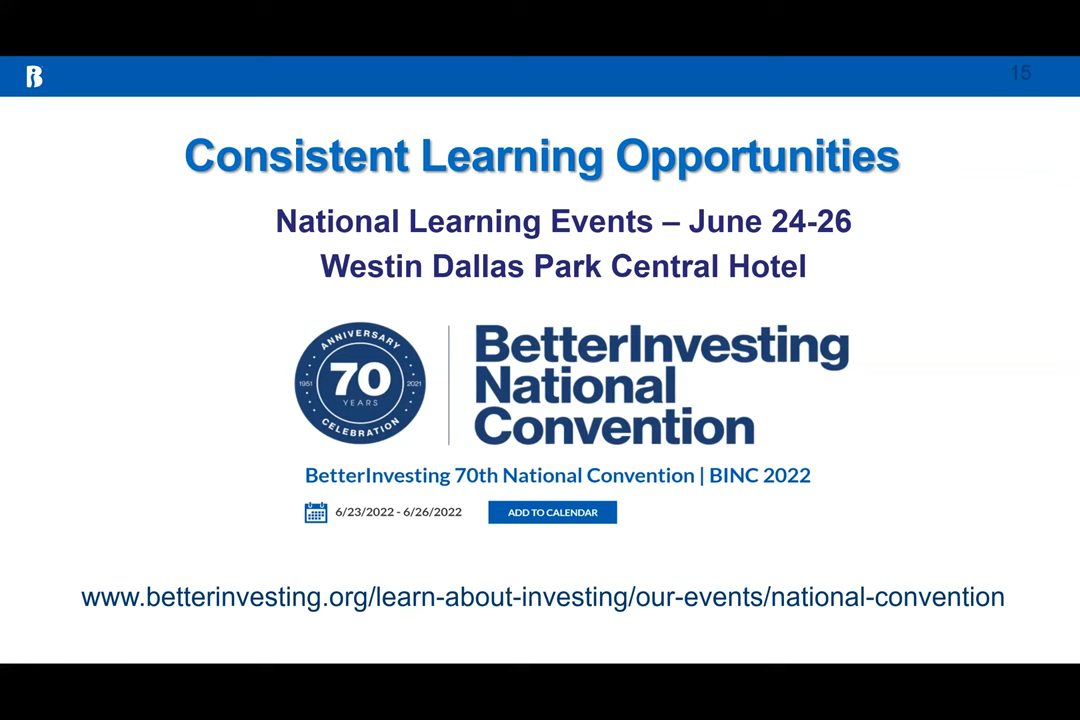 15
Consistent Learning Opportunities
National Learning Events – June 24-26
Westin Dallas Park Central Hotel
ANNIVERSARY
1951 70 2021
YEARS
CELEBRATION
BetterInvesting
National
Convention
BetterInvesting 70th National Convention | BINC 2022
6/23/2022 - 6/26/2022 ADD TO CALENDAR
www.betterinvesting.org/learn-about-investing/our-events/national-convention